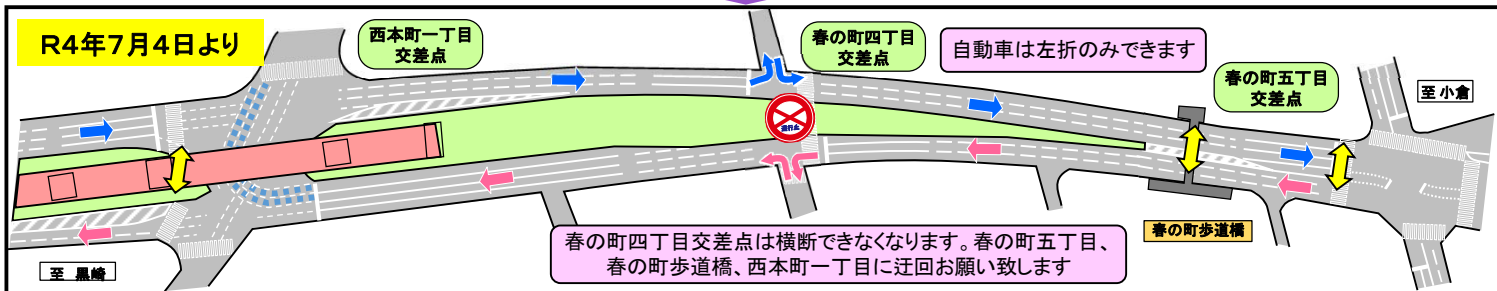 R4年7月4日より
西本町一丁目
交差点
春の町四丁目
交差点
自動車は左折のみできます
春の町五丁目
交差点
至 小倉
通行止
春の町歩道橋
春の町四丁目交差点は横断できなくなります。春の町五丁目、
春の町歩道橋、西本町一丁目に迂回お願い致します
至 黒崎